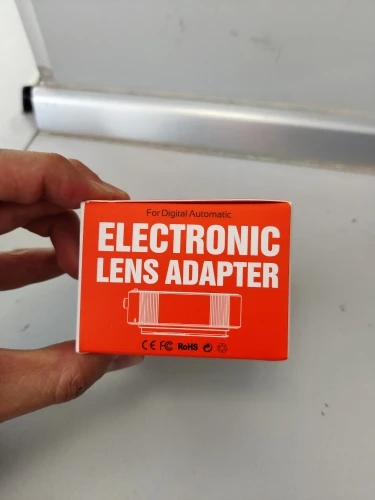 For Digital Automatic
ELECTRONIC
LENS ADAPTER
CE FC RoHS